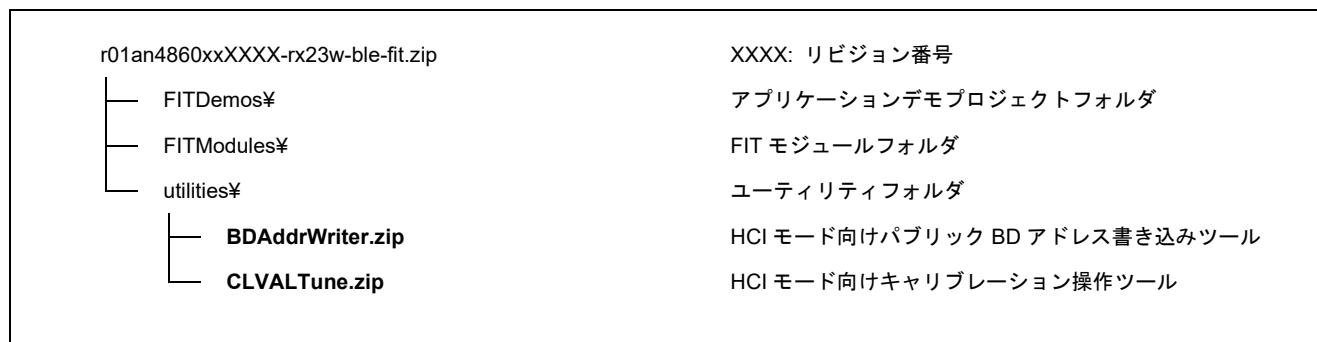 r01an4860xxXXXX-rx23w-ble-fit.zip XXXX: リビジョン番号
FITDemos¥ アプリケーションデモプロジェクトフォルダ
FITModules¥ FIT モジュールフォルダ
utilities¥ ユーティリティフォルダ
BDAddrWriter.zip HCI モード向けパブリック BD アドレス書き込みツール
CLVALTune.zip HCI モード向けキャリブレーション操作ツール